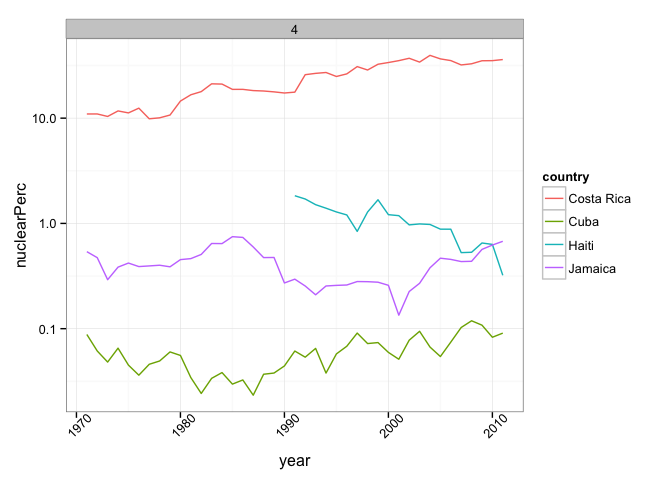 4
nuclearPerc
10.0
1.0
0.1
1970
1980
1990
2000
2010
year
country
Costa Rica
Cuba
Haiti
Jamaica